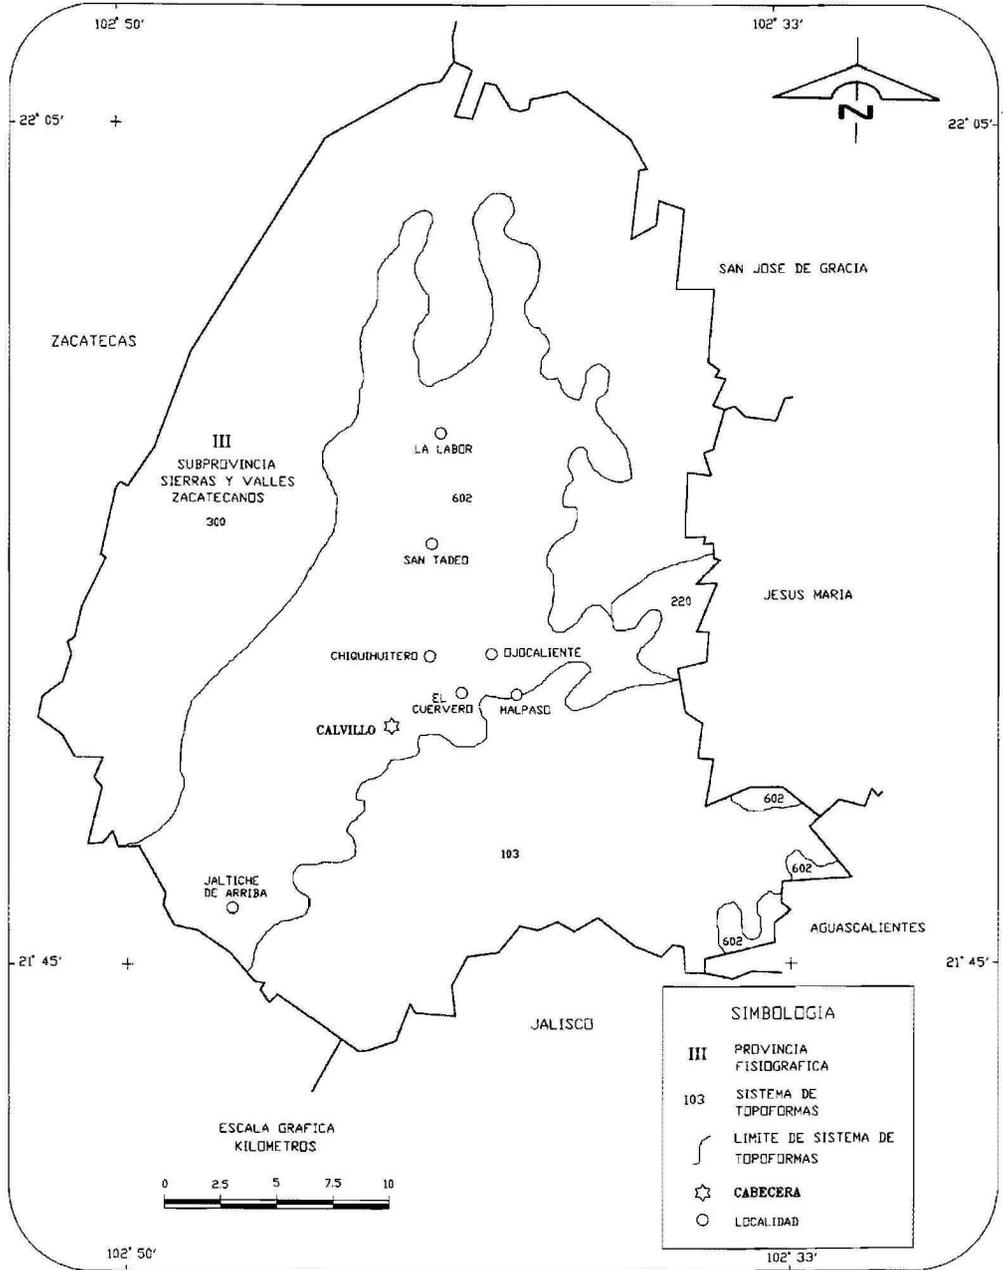 102° 50'
102° 33'
N
22° 05'
22° 05'
SAN JOSE DE GRACIA
ZACATECAS
III
SUBPROVINCIA
SIERRAS Y VALLES
ZACATECANOS
300
LA LABOR
602
SAN TADEO
220
JESUS MARIA
CHIQUIHUITERO
OJOCALIENTE
EL
CUERVERO
MALPASO
CALVILLO
602
103
602
JALTICHE
DE ARRIBA
AGUASCALIENTES
602
21° 45'
21° 45'
JALISCO
SIMBOLOGIA
III
PROVINCIA
FISIOGRAFICA
103
SISTEMA DE
TOPOFORMAS
LIMITE DE SISTEMA DE
TOPOFORMAS
CABECERA
LOCALIDAD
ESCALA GRAFICA
KILOMETROS
0 2.5 5 7.5 10
102° 50'
102° 33'